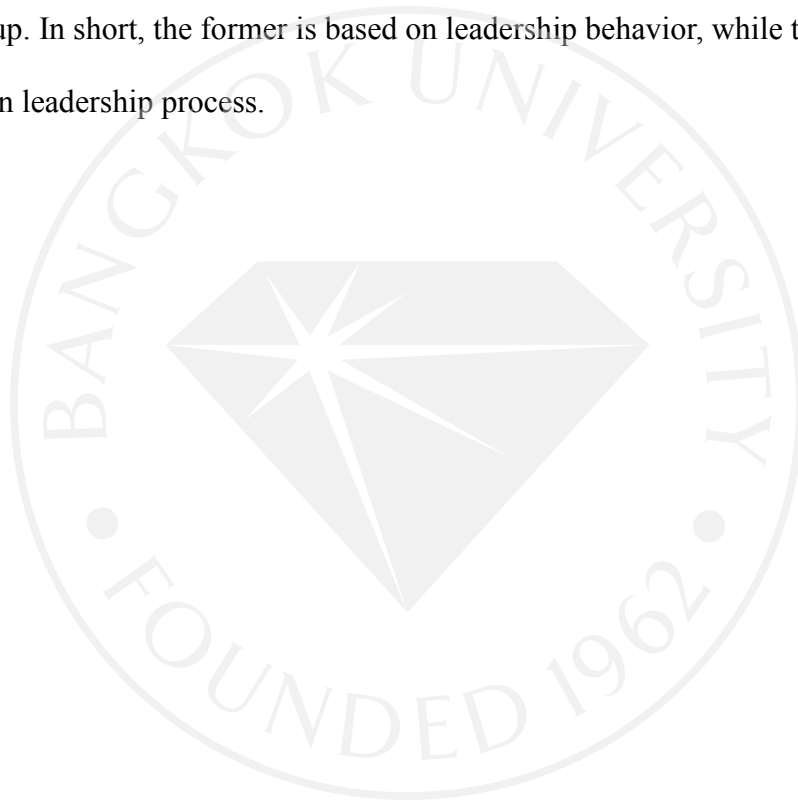 up. In short, the former is based on leadership behavior, while t
n leadership process.
BANGKOK UNIVERSITY
FOUNDED 1962